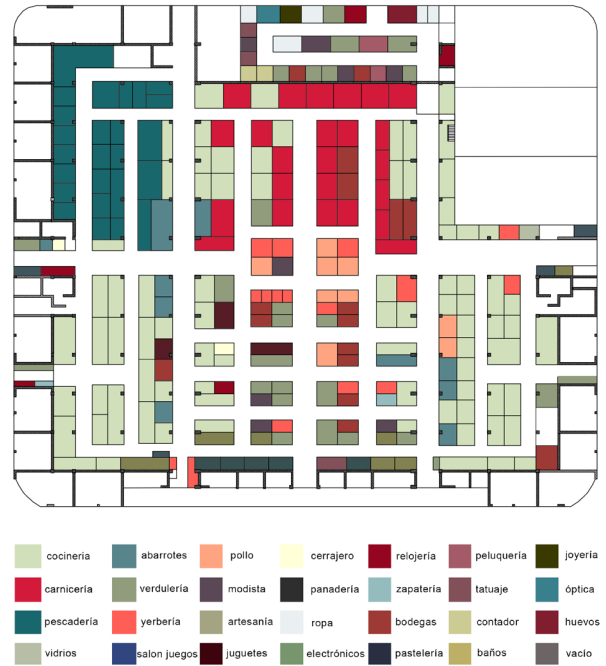 cocineria abarrotes pollo cerrajero relojería peluquería joyería
carnicería verdulería modista panadería zapatería tatuaje óptica
pescadería yerbería artesanía ropa bodegas contador huevos
vidrios salon juegos juguetes electrónicos pastelería baños vacío